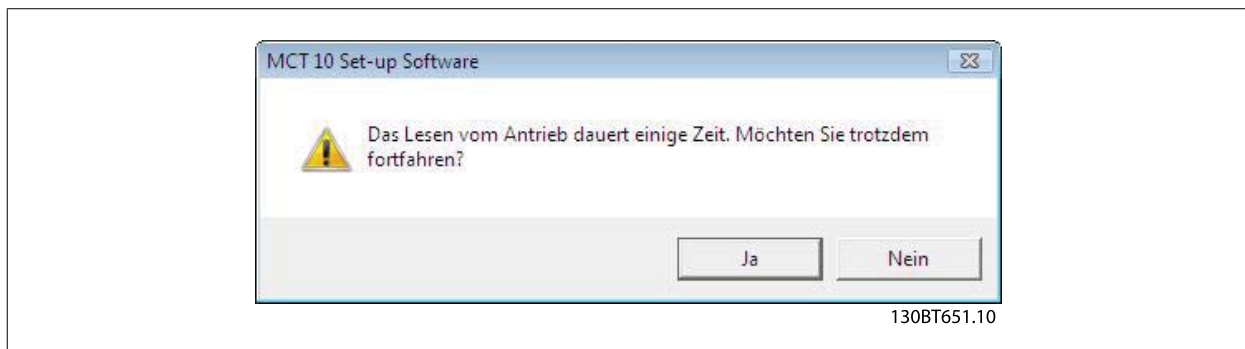 MCT 10 Set-up Software
Das Lesen vom Antrieb dauert einige Zeit. Möchten Sie trotzdem
fortfahren?
Ja
Nein
130BT651.10